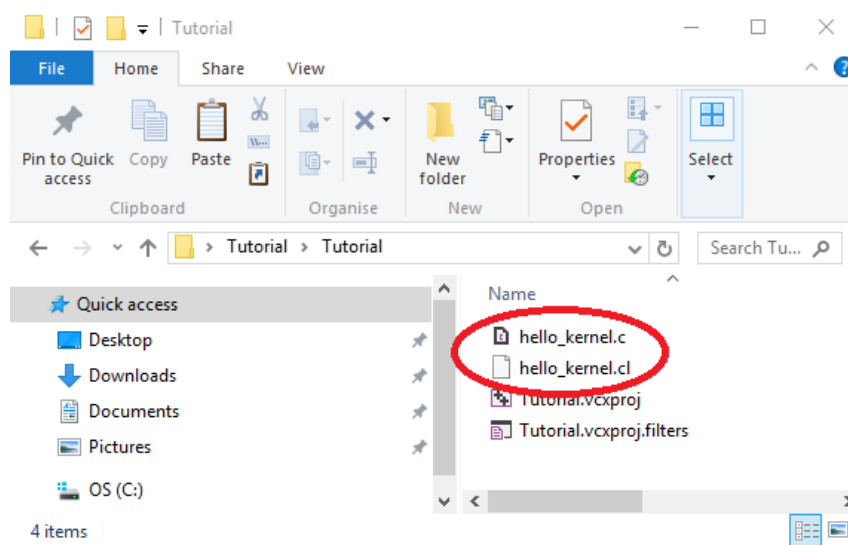 Tutorial
File Home Share View
Pin to Quick access
Copy
Paste
New folder
Properties
Select
Clipboard Organise New Open
Tutorial > Tutorial
Search Tu...
Quick access
Desktop
Downloads
Documents
Pictures
OS (C:)
Name
hello_kernel.c
hello_kernel.cl
Tutorial.vcxproj
Tutorial.vcxproj.filters
4 items